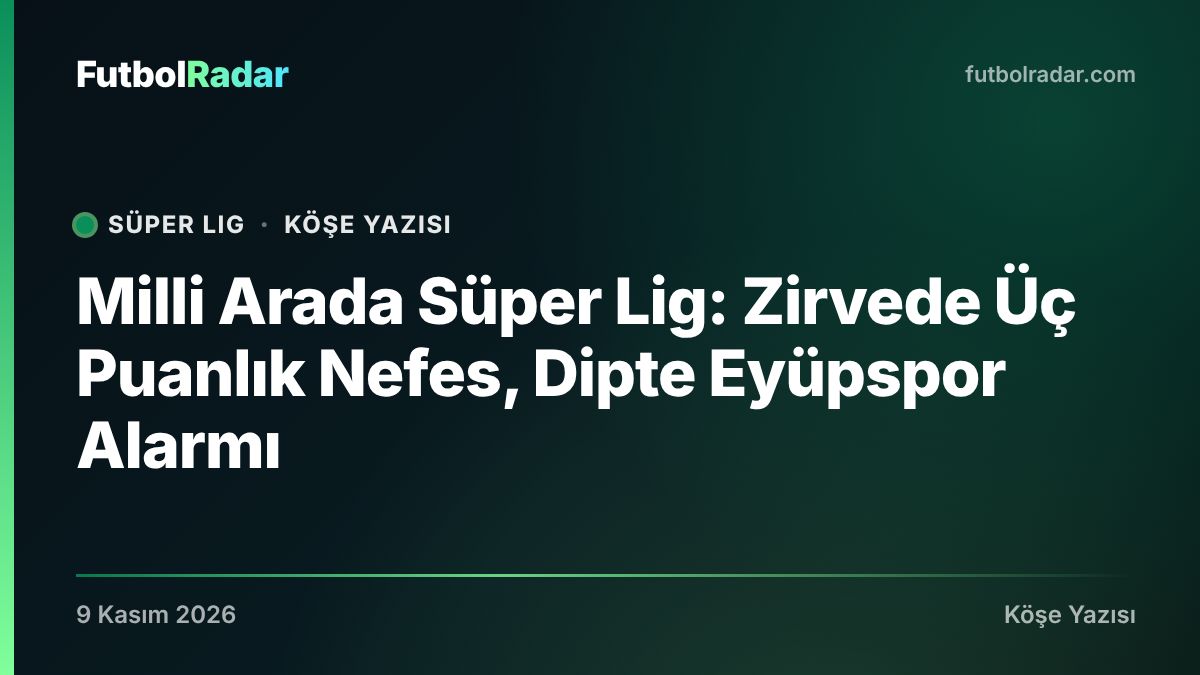 FutbolRadar
futbolradar.com
SÜPER LIG · KÖŞE YAZISI
Milli Arada Süper Lig: Zirvede Üç
Puanlık Nefes, Dipte Eyüpspor
Alarmı
9 Kasım 2026
Köşe Yazısı